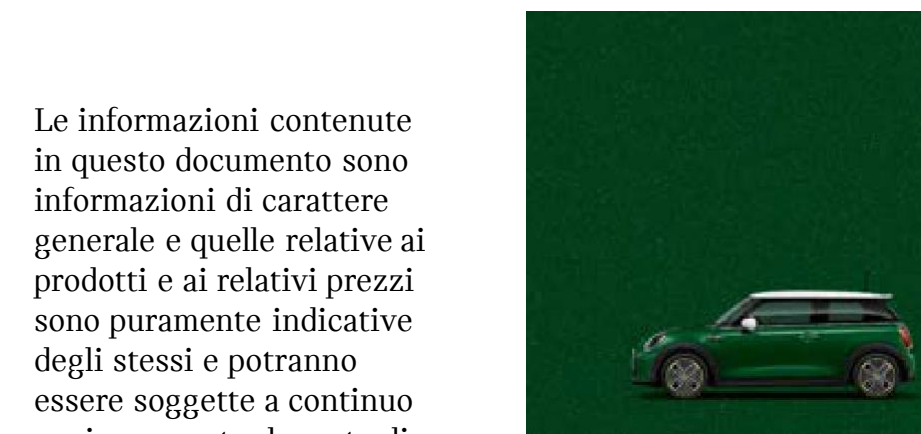 Le informazioni contenute
in questo documento sono
informazioni di carattere
generale e quelle relative ai
prodotti e ai relativi prezzi
sono puramente indicative
degli stessi e potranno
essere soggette a continuo